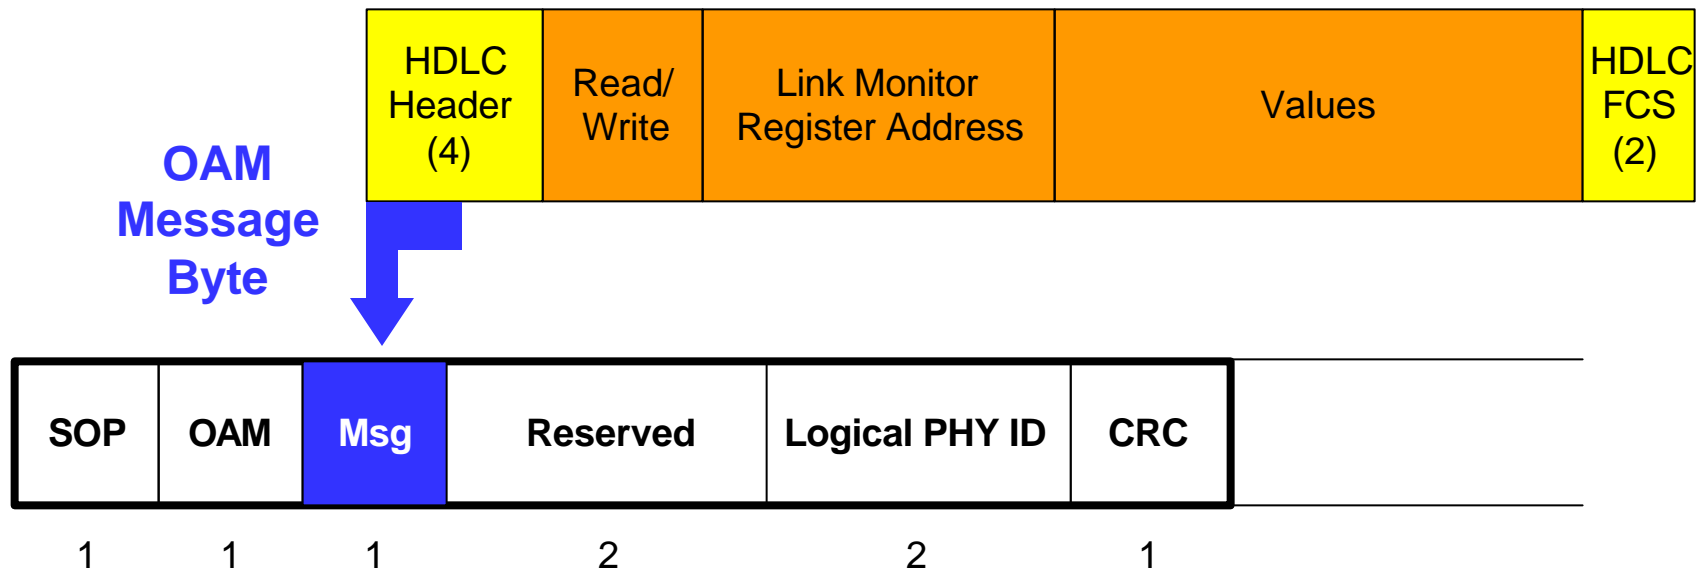 HDLC
Header
(4)
Read/
Write
Link Monitor
Register Address
Values
HDLC
FCS
(2)
OAM
Message
Byte
SOP
OAM
Msg
Reserved
Logical PHY ID
CRC
1
1
1
2
2
1